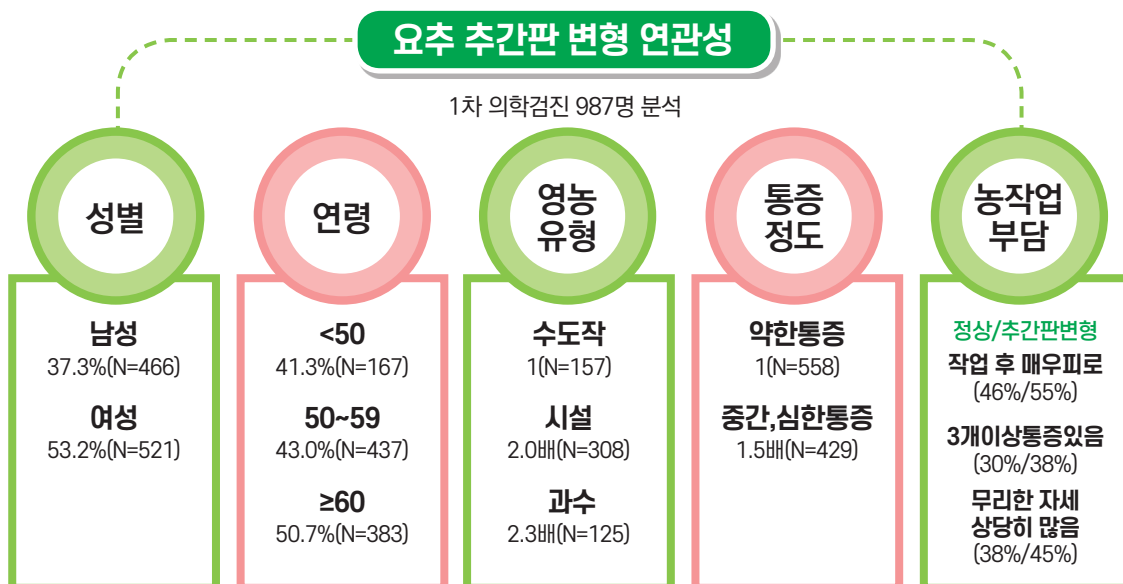 요추 추간판 변형 연관성
1차 의학검진 987명 분석
성별
남성
37.3%(N=466)
여성
53.2%(N=521)
연령
<50
41.3%(N=167)
50~59
43.0%(N=437)
≥60
50.7%(N=383)
영농
유형
수도작
1(N=157)
시설
2.0배(N=308)
과수
2.3배(N=125)
통증
정도
약한통증
1(N=558)
중간,심한통증
1.5배(N=429)
농작업
부담
정상/추간판변형
작업 후 매우피로
(46%/55%)
3개이상통증있음
(30%/38%)
무리한 자세
상당히 많음
(38%/45%)